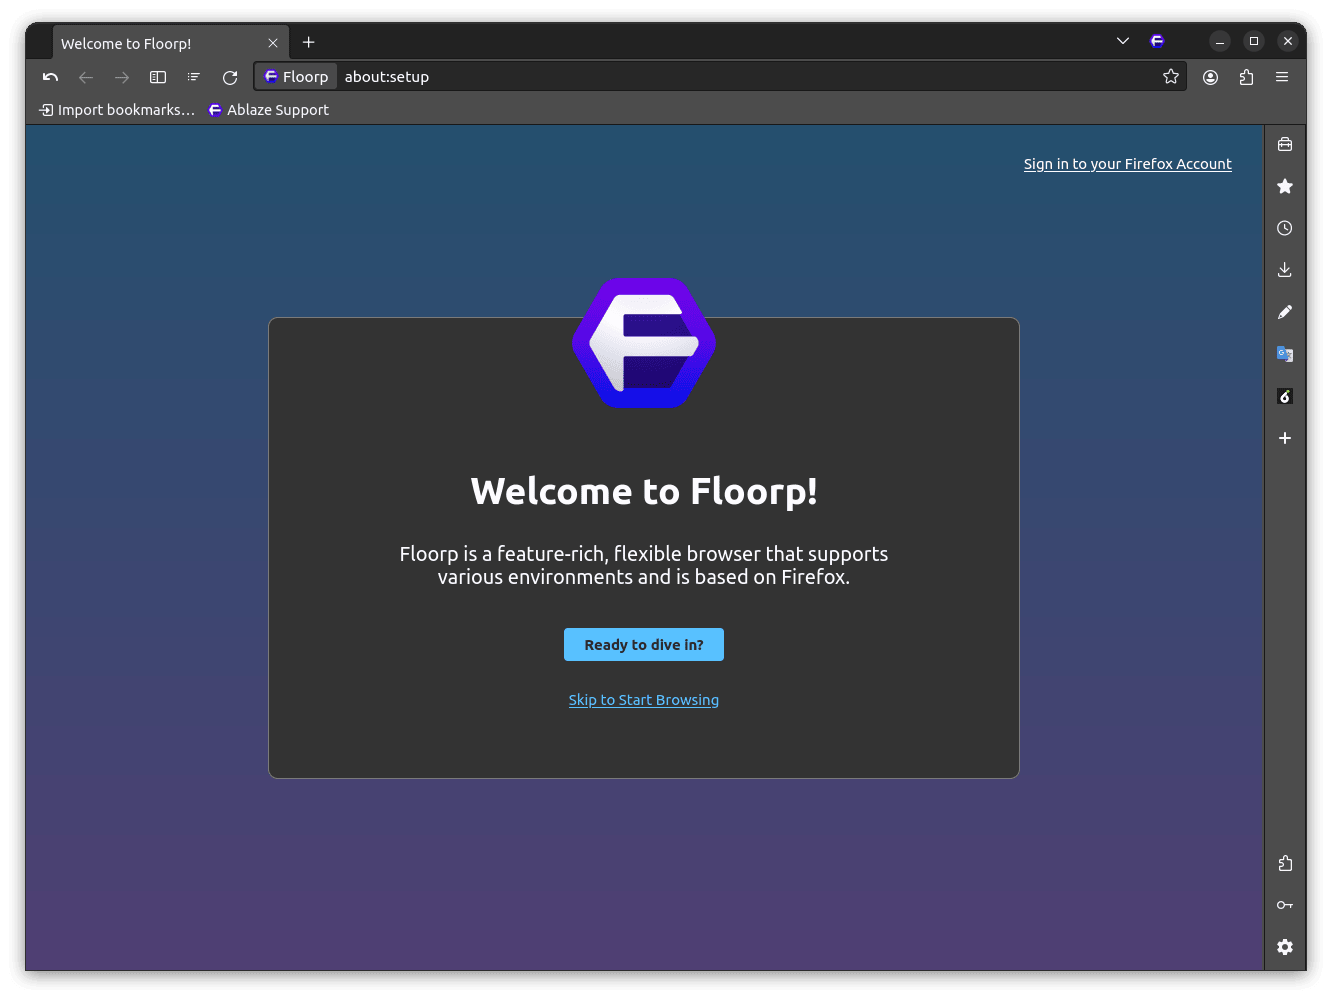 Welcome to Floorp!
Floorp about:setup
Import bookmarks... Ablaze Support
Sign in to your Firefox Account
Welcome to Floorp!
Floorp is a feature-rich, flexible browser that supports
various environments and is based on Firefox.
Ready to dive in?
Skip to Start Browsing